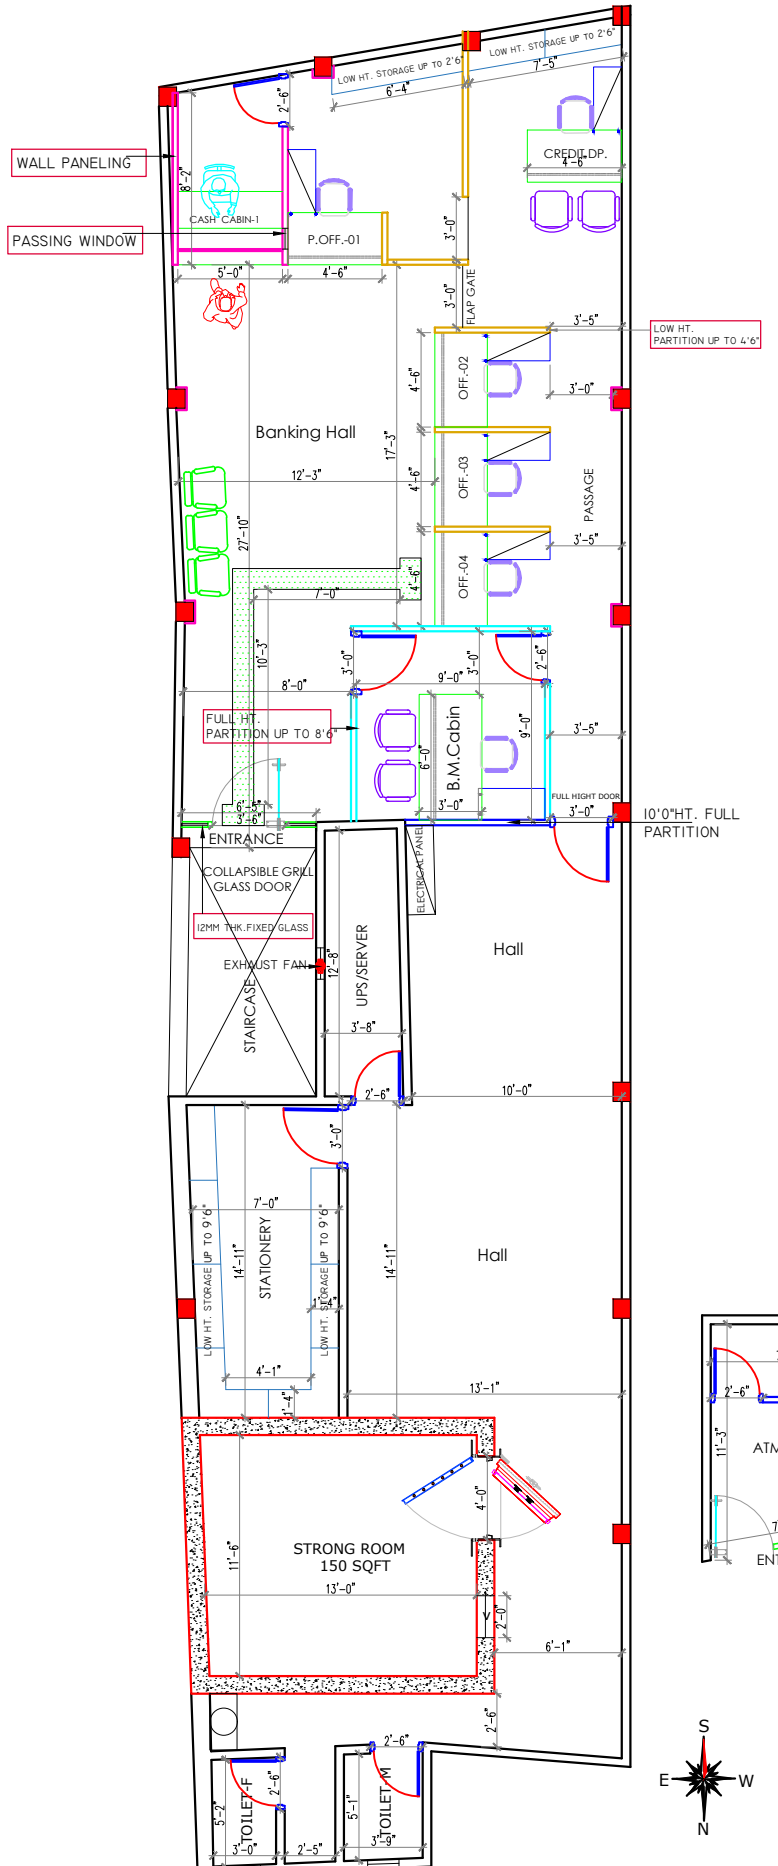 LOW HT. STORAGE UP TO 2'6"
LOW HT. STORAGE UP TO 2'6"
7'-5"
6'-4"
2'-6"
WALL PANELING
8'-2"
CREDIT DP.
4'-6"
CASH CABIN-1
PASSING WINDOW
P.OFF.-01
3'-0"
5'-0"
4'-6"
3'-0"
FLAP GATE
3'-5"
LOW HT.
PARTITION UP TO 4'6"
4'-6"
OFF.-02
3'-0"
Banking Hall
17'-3"
12'-3"
4'-6"
OFF.-03
PASSAGE
27'-10"
3'-5"
4'-6"
OFF.-04
7'-0"
10'-3"
3'-0"
3'-0"
2'-6"
8'-0"
9'-0"
FULL HT.
PARTITION UP TO 8'6"
6'-0"
B.M.Cabin
9'-0"
3'-5"
FULL HIGHT DOOR
6'-5"
3'-6"
3'-0"
3'-0"
10'0"HT. FULL
PARTITION
ENTRANCE
COLLAPSIBLE GRILL
GLASS DOOR
ELECTRICAL PANEL
12MM THK.FIXED GLASS
EXHAUST FAN
12'-8"
UPS/SERVER
Hall
STAIRCASE
3'-8"
2'-6"
10'-0"
3'-0"
7'-0"
LOW HT. STORAGE UP TO 9'6"
14'-11"
STATIONERY
LOW HT. STORAGE UP TO 9'6"
14'-11"
Hall
1'-4"
4'-1"
1'-4"
13'-1"
2'-6"
11'-3"
ATM
7
ENT
4'-0"
STRONG ROOM
150 SQFT
11'-6"
13'-0"
V
2'-0"
6'-1"
2'-6"
2'-6"
TOILET-F
2'-6"
5'-2"
5'-1"
TOILET-M
3'-0"
2'-5"
3'-9"
S
E
W
N